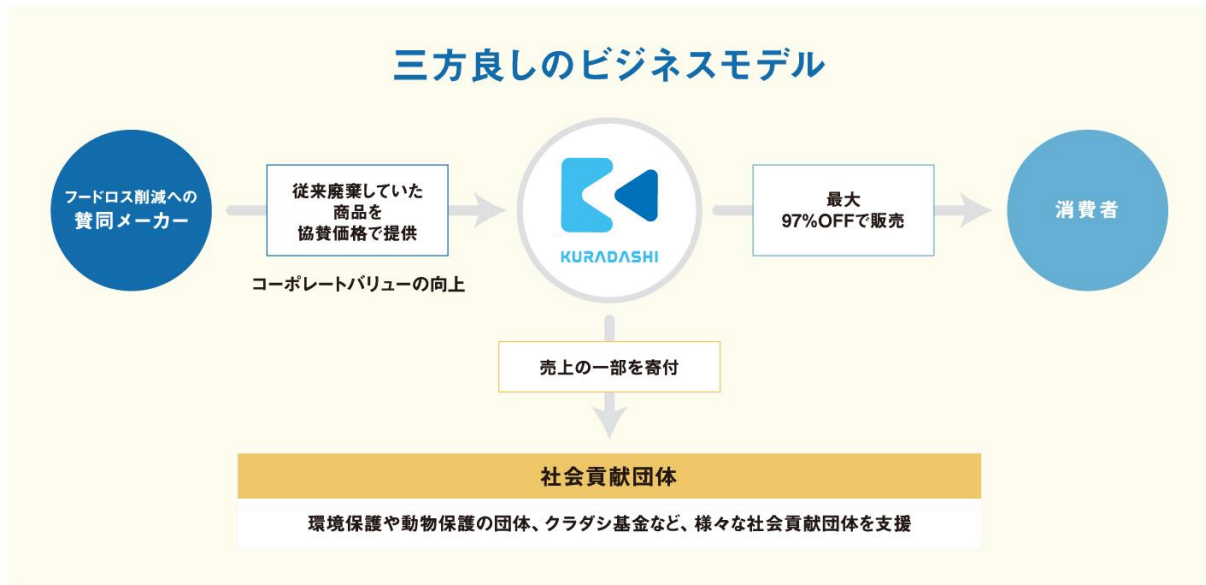 三方良しのビジネスモデル
フードロス削減への
賛同メーカー
従来廃棄していた
商品を
協賛価格で提供
コーポレートバリューの向上
KURADASHI
最大
97%OFFで販売
消費者
売上の一部を寄付
社会貢献団体
環境保護や動物保護の団体、クラダシ基金など、様々な社会貢献団体を支援